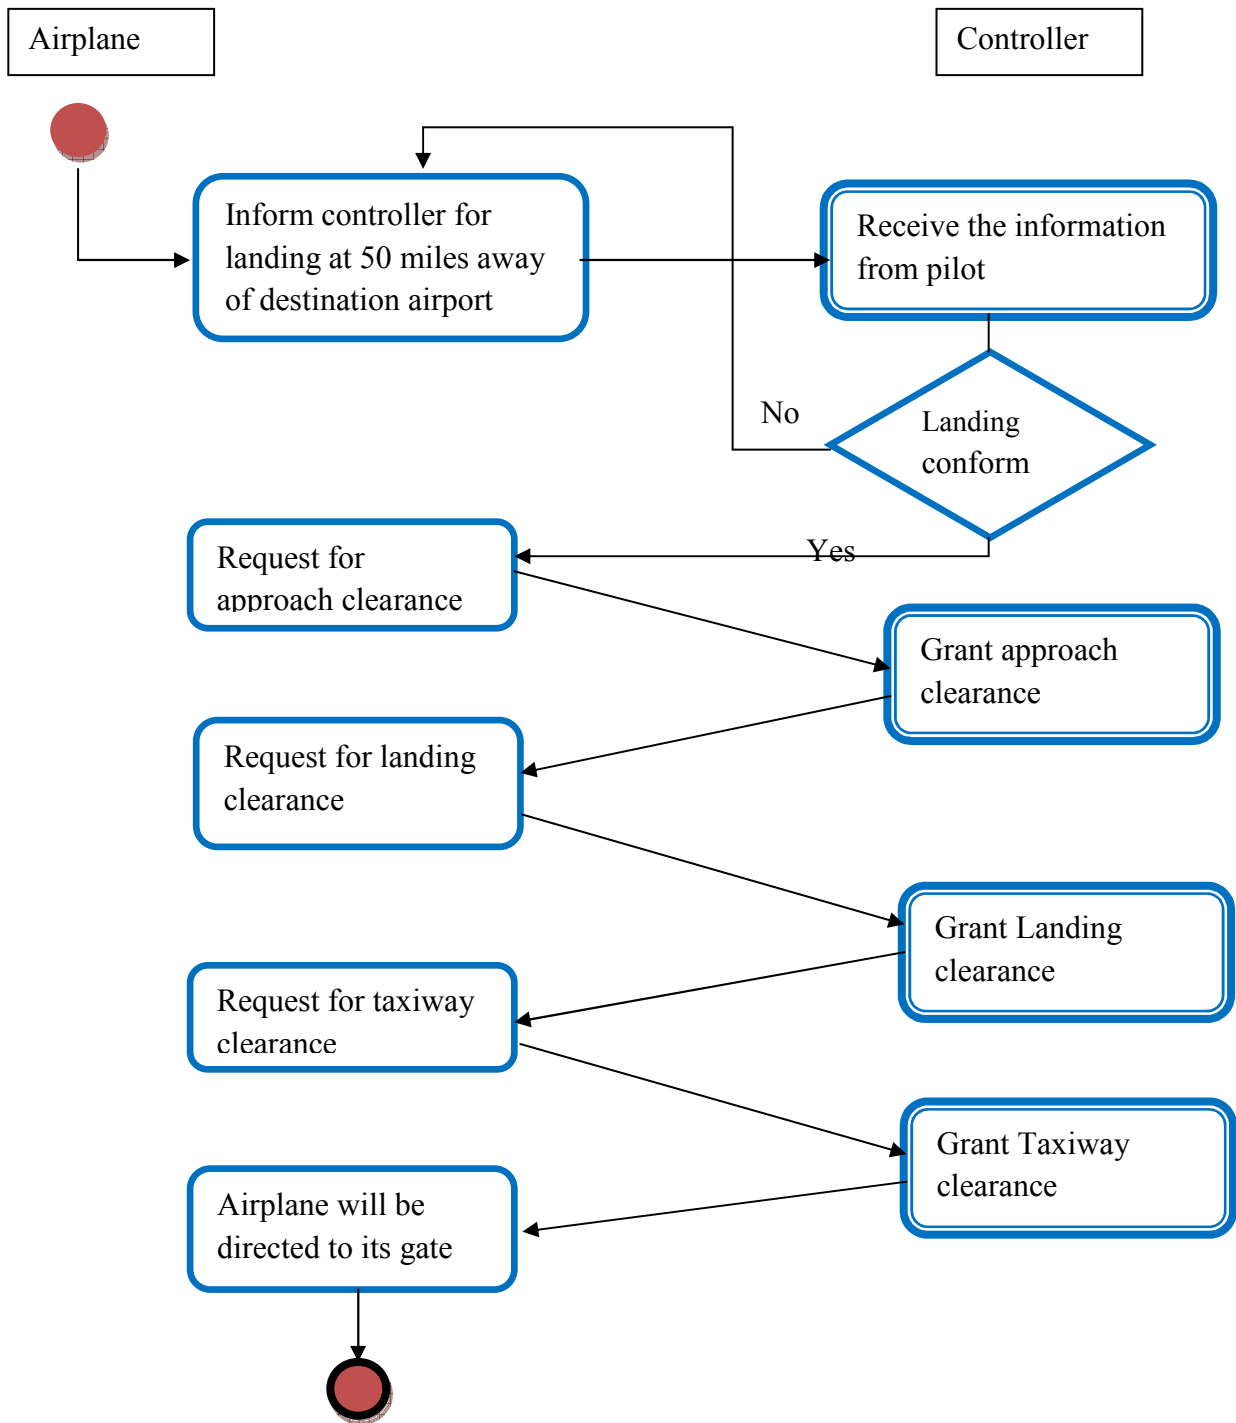 Airplane
Controller
Inform controller for
landing at 50 miles away
of destination airport
Receive the information
from pilot
No
Landing
conform
Yes
Request for
approach clearance
Grant approach
clearance
Request for landing
clearance
Grant Landing
clearance
Request for taxiway
clearance
Grant Taxiway
clearance
Airplane will be
directed to its gate